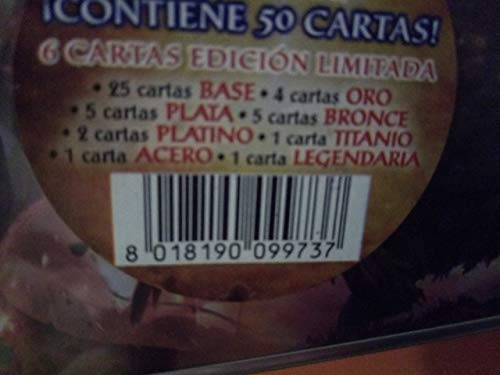 ¡CONTIENE 50 CARTAS!
6 CARTAS EDICIÓN LIMITADA
• 25 cartas BASE • 4 cartas ORO
• 5 cartas PLATA • 5 cartas BRONCE
• 2 cartas PLATINO • 1 carta TITANIO
• 1 carta ACERO • 1 carta LEGENDARIA
8 018190 099737